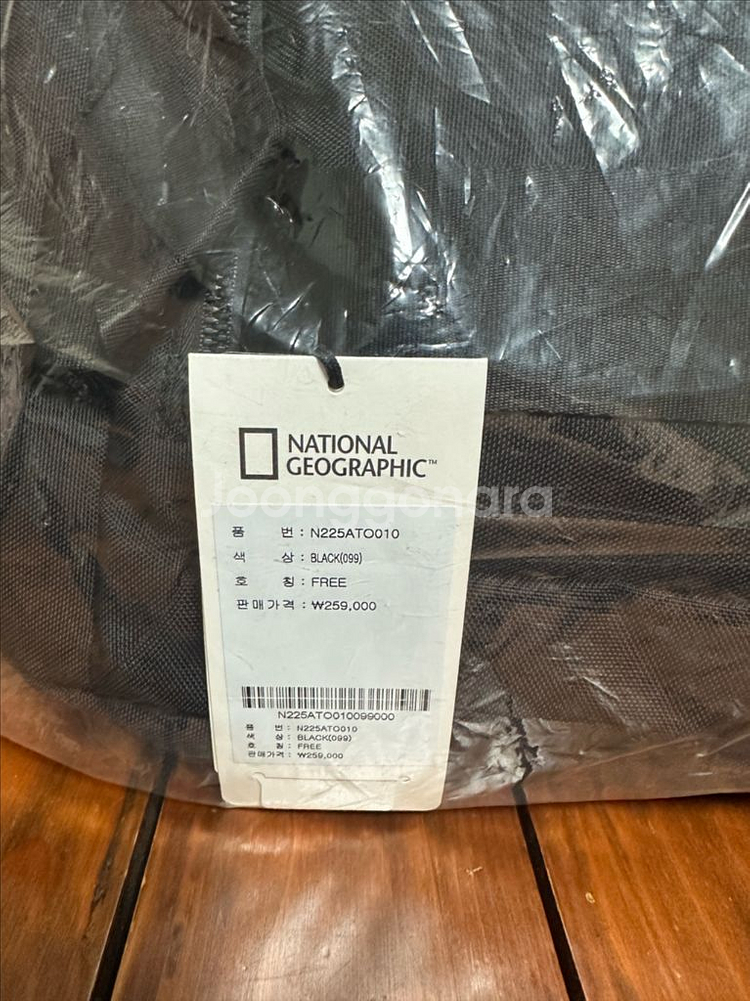 NATIONAL
GEOGRAPHIC™
Joonggonara
품 번 : N225ATO010
색 상 : BLACK(099)
호 칭 : FREE
판매가격 : ₩259,000
N225ATO010099000
품 번 : N225ATO010
색 상 : BLACK(099)
호 칭 : FREE
판매가격 : ₩259,000